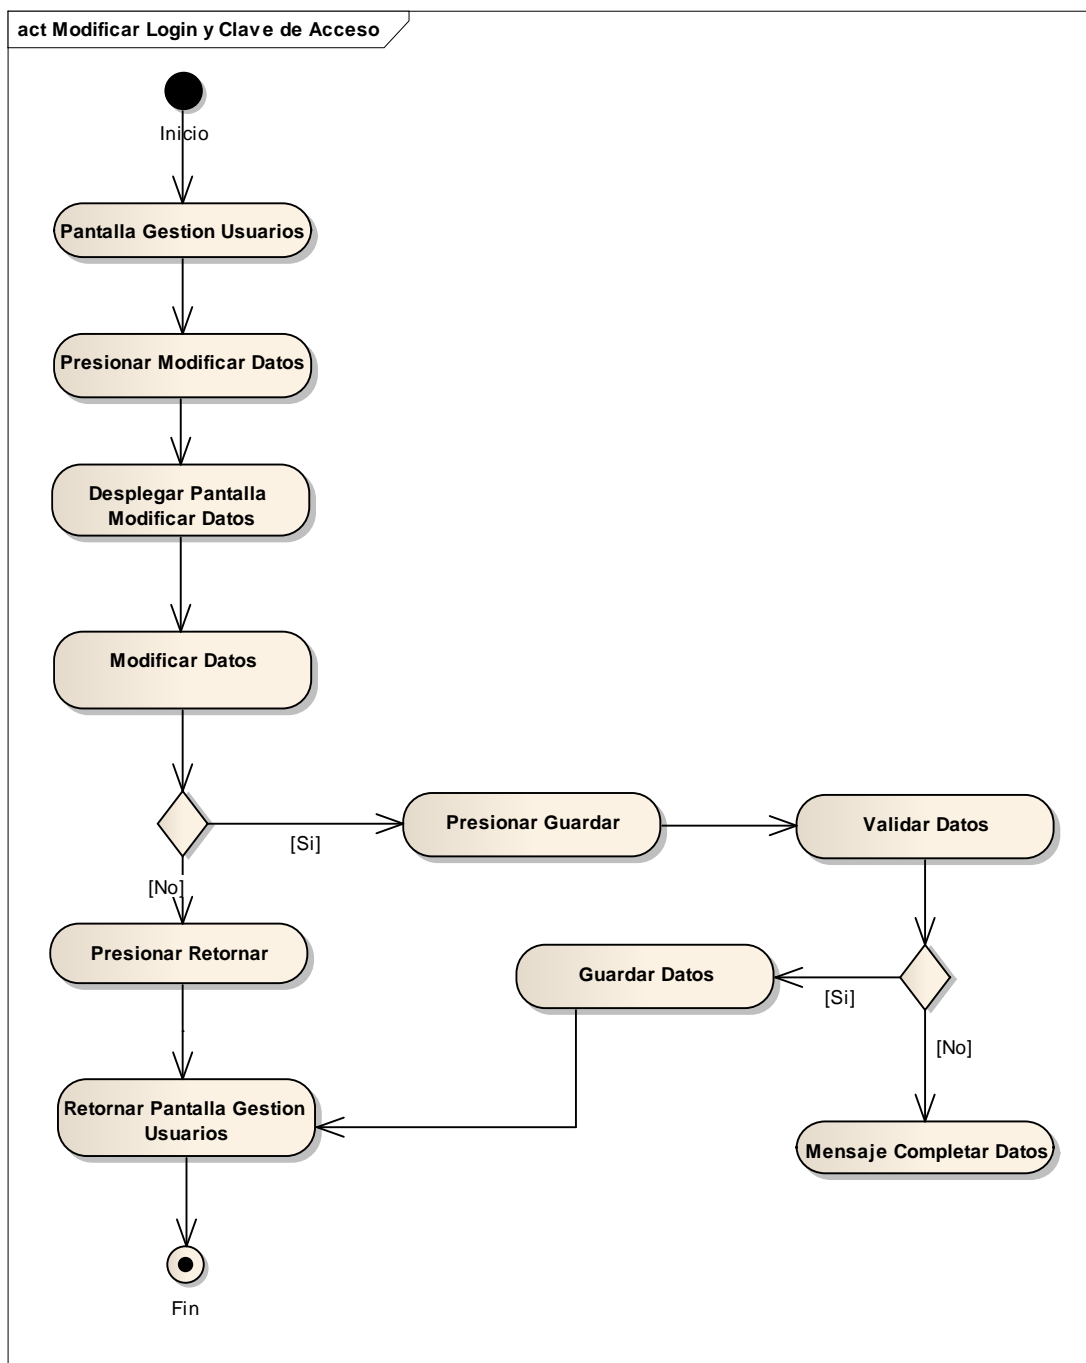 act Modificar Login y Clave de Acceso
Inicio
Pantalla Gestion Usuarios
Presionar Modificar Datos
Desplegar Pantalla
Modificar Datos
Modificar Datos
[Si]
Presionar Guardar
Validar Datos
[No]
Presionar Retornar
Guardar Datos
[Si]
[No]
Retornar Pantalla Gestion
Usuarios
Mensaje Completar Datos
Fin